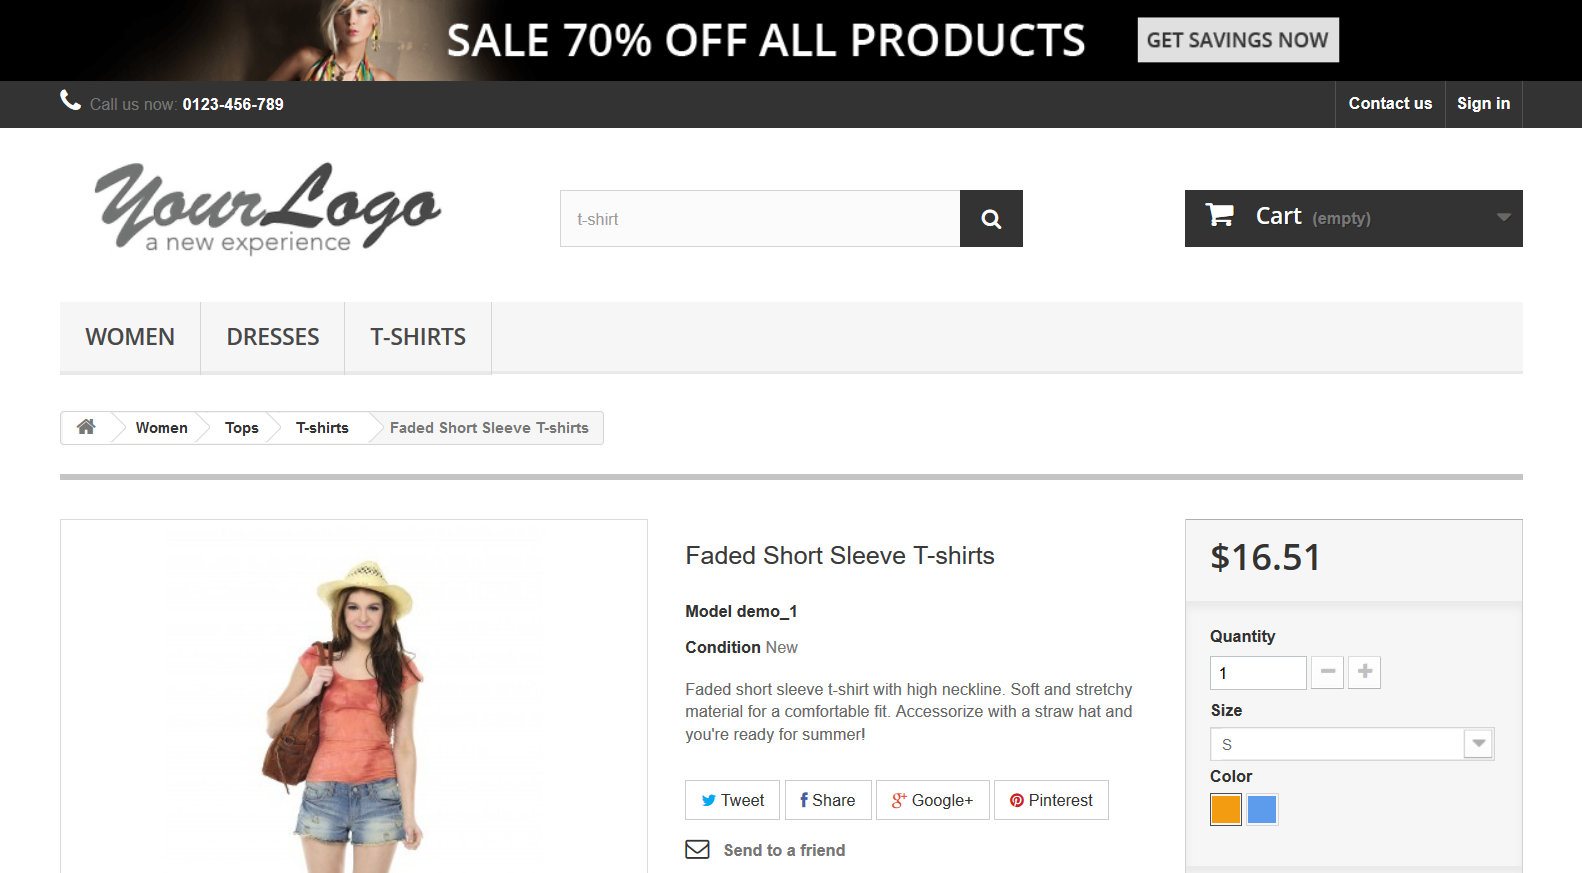 SALE 70% OFF ALL PRODUCTS
GET SAVINGS NOW
Call us now: 0123-456-789
Contact us
Sign in
YourLogo
a new experience
t-shirt
Cart (empty)
WOMEN
DRESSES
T-SHIRTS
Women
Tops
T-shirts
Faded Short Sleeve T-shirts
Faded Short Sleeve T-shirts
Model demo_1
Condition New
Faded short sleeve t-shirt with high neckline. Soft and stretchy
material for a comfortable fit. Accessorize with a straw hat and
you're ready for summer!
Tweet
Share
Google+
Pinterest
Send to a friend
$16.51
Quantity
1
Size
S
Color